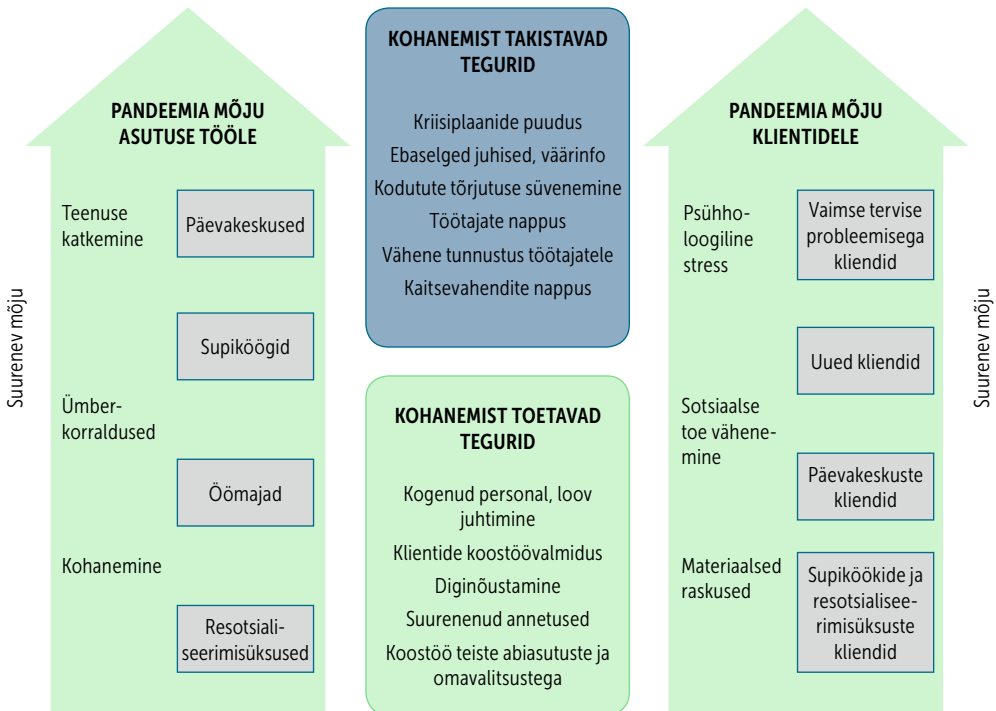 Suurenev mõju
PANDEEMIA MÕJU
ASUTUSE TÖÖLE
Teenuse
katkemine
Päevakeskused
Supiköögid
Ümber-
korraldused
Öömajad
Kohanemine
Resotsiali-
seerimisüksused
KOHANEMIST TAKISTAVAD
TEGURID
Kriisiplaanide puudus
Ebaselged juhised, väärinfo
Kodutute tõrjutuse süvenemine
Töötajate nappus
Vähene tunnustus töötajatele
Kaitsevahendite nappus
KOHANEMIST TOETAVAD
TEGURID
Kogenud personal, loov
juhtimine
Klientide koostöövalmidus
Diginõustamine
Suurenenud annetused
Koostöö teiste abiasutuste ja
omavalitsustega
PANDEEMIA MÕJU
KLIENTIDELE
Psühho-
loogiline
stress
Vaimse tervise
probleemisega
kliendid
Uued kliendid
Sotsiaalse
toe vähene-
mine
Päevakeskuste
kliendid
Materiaalsed
raskused
Supiköökide ja
resotsialisee-
rimisüksuste
kliendid
Suurenev mõju